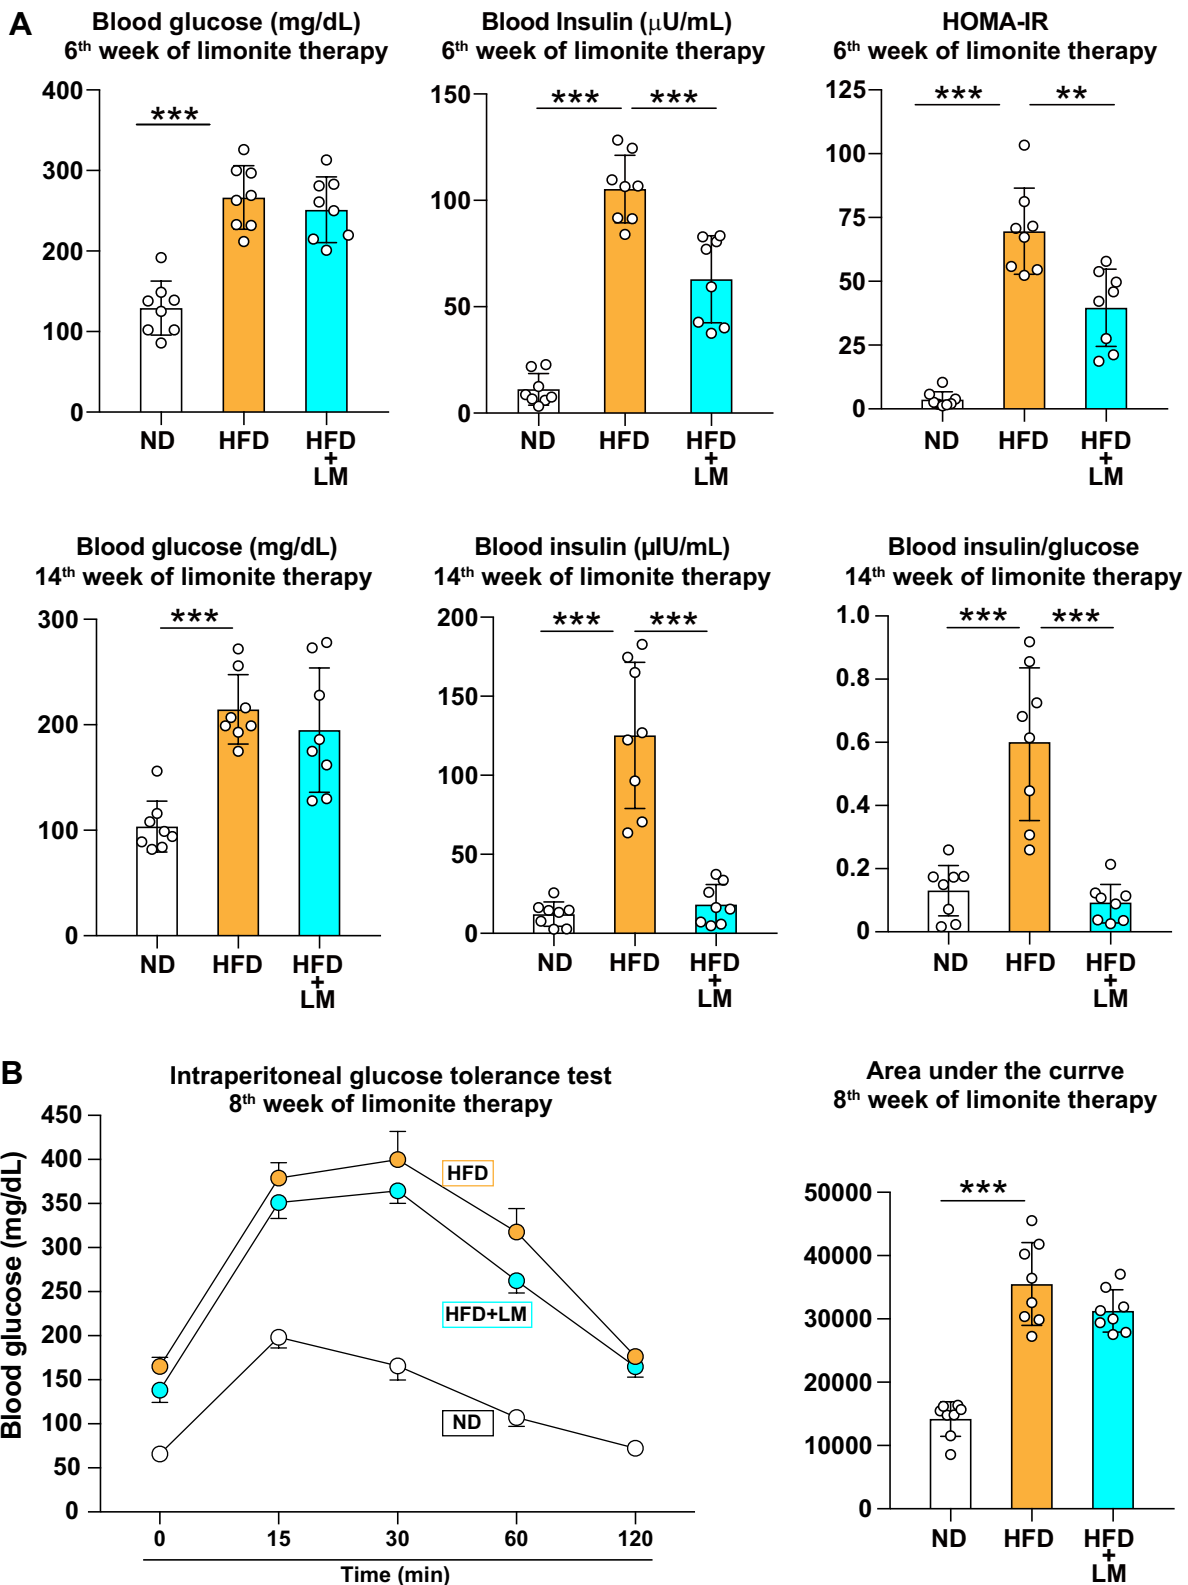 A
Blood glucose (mg/dL)
6th week of limonite therapy
400
300
200
100
0
***
ND
HFD
HFD
+
LM
Blood Insulin (μU/mL)
6th week of limonite therapy
150
100
50
0
***
***
ND
HFD
HFD
+
LM
HOMA-IR
6th week of limonite therapy
125
100
75
50
25
0
***
**
ND
HFD
HFD
+
LM
Blood glucose (mg/dL)
14th week of limonite therapy
300
200
100
0
***
ND
HFD
HFD
+
LM
Blood insulin (µIU/mL)
14th week of limonite therapy
200
150
100
50
0
***
***
ND
HFD
HFD
+
LM
Blood insulin/glucose
14th week of limonite therapy
1.0
0.8
0.6
0.4
0.2
0
***
***
ND
HFD
HFD
+
LM
B
Intraperitoneal glucose tolerance test
8th week of limonite therapy
Blood glucose (mg/dL)
450
400
350
300
250
200
150
100
50
0
HFD
HFD+LM
ND
0
15
30
60
120
Time (min)
Area under the currve
8th week of limonite therapy
50000
40000
30000
20000
10000
0
***
ND
HFD
HFD
+
LM